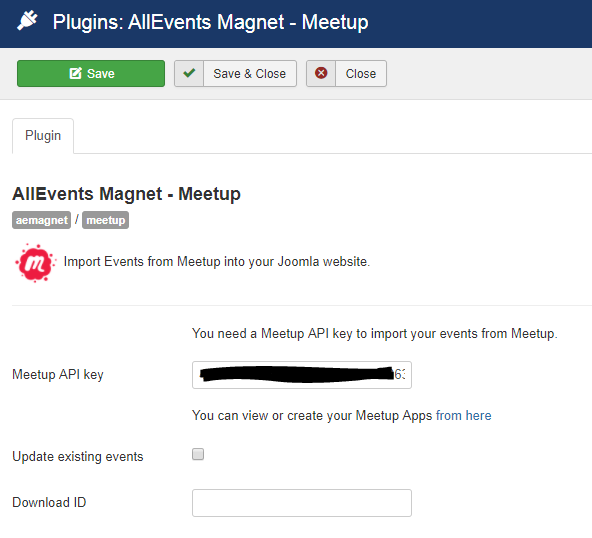 Plugins: AllEvents Magnet - Meetup
Save Save & Close Close
Plugin
AllEvents Magnet - Meetup
aemagnet / meetup
m Import Events from Meetup into your Joomla website.
You need a Meetup API key to import your events from Meetup.
Meetup API key
You can view or create your Meetup Apps from here
Update existing events
Download ID